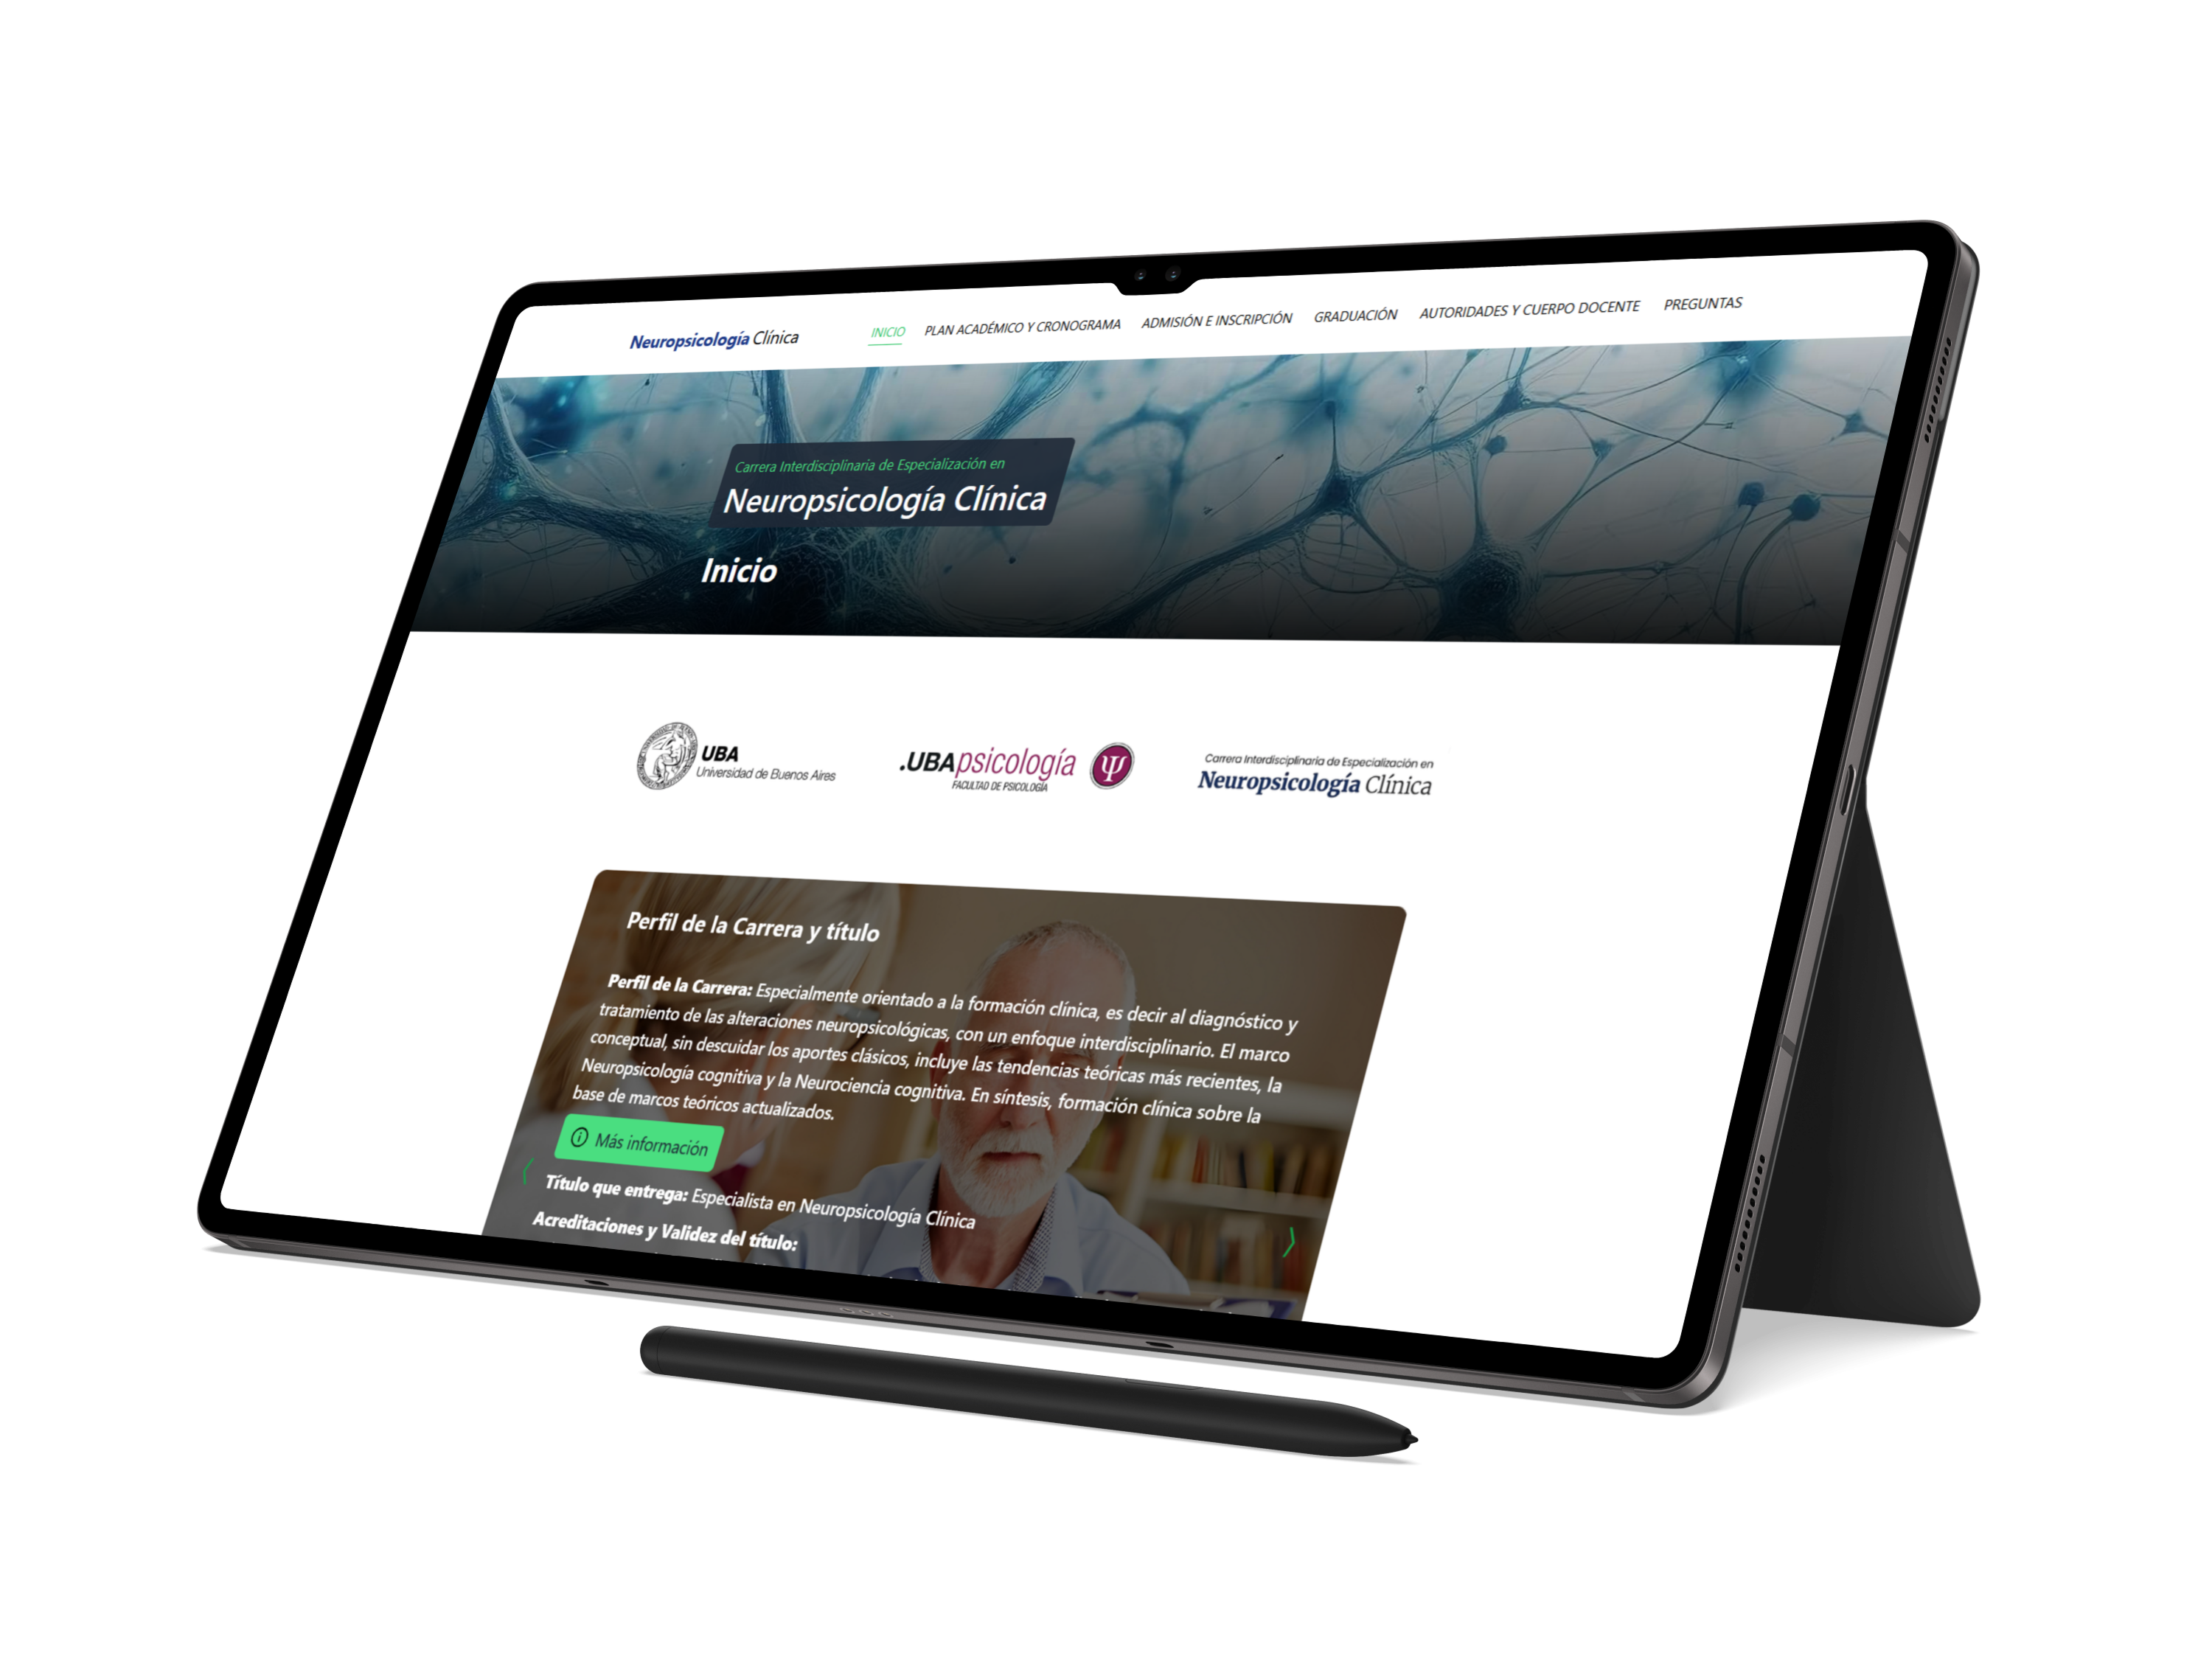 Neuropsicología Clínica
INICIO PLAN ACADÉMICO Y CRONOGRAMA ADMISIÓN E INSCRIPCIÓN GRADUACIÓN AUTORIDADES Y CUERPO DOCENTE PREGUNTAS
Carrera Interdisciplinaria de Especialización en
Neuropsicología Clínica
Inicio
UBA
Universidad de Buenos Aires
.UBApsicología
FACULTAD DE PSICOLOGÍA
Carrera Interdisciplinaria de Especialización en
Neuropsicología Clínica
Perfil de la Carrera y título
Perfil de la Carrera: Especialmente orientado a la formación clínica, es decir al diagnóstico y
tratamiento de las alteraciones neuropsicológicas, con un enfoque interdisciplinario. El marco
conceptual, sin descuidar los aportes clásicos, incluye las tendencias teóricas más recientes, la
Neuropsicología cognitiva y la Neurociencia cognitiva. En síntesis, formación clínica sobre la
base de marcos teóricos actualizados.
Más información
Título que entrega: Especialista en Neuropsicología Clínica
Acreditaciones y Validez del título: